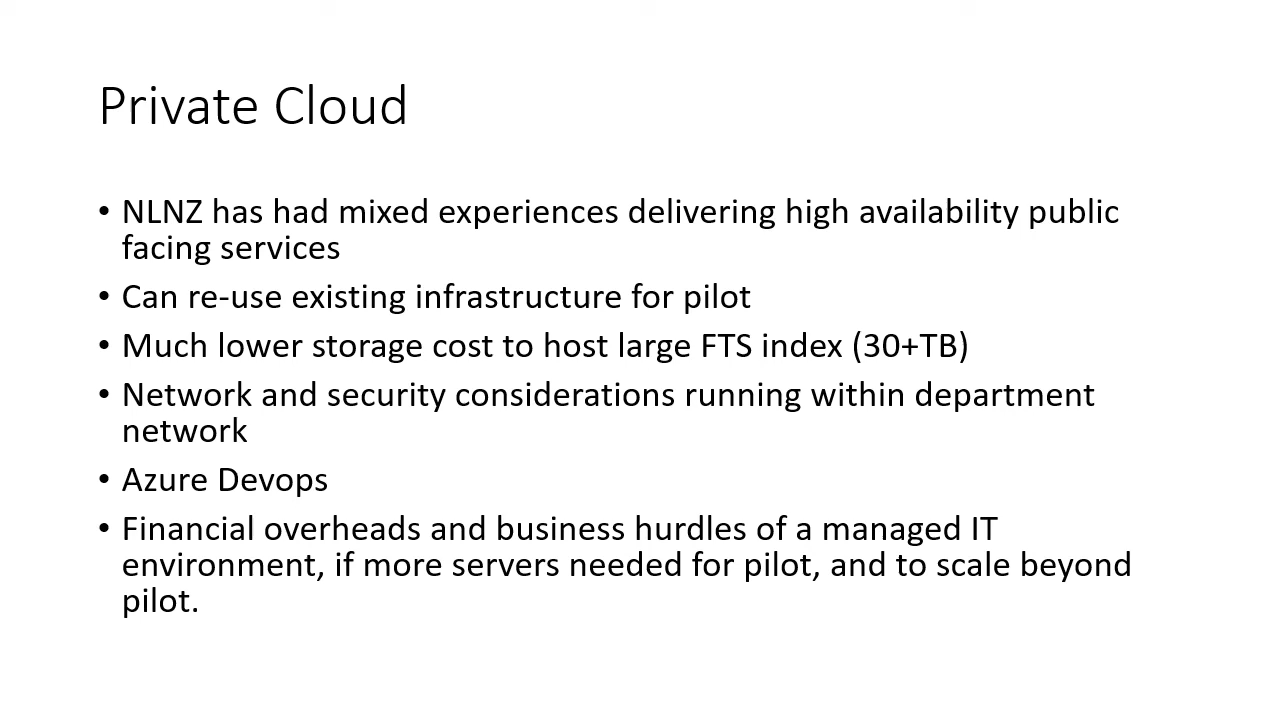 Private Cloud
• NLNZ has had mixed experiences delivering high availability public
facing services
• Can re-use existing infrastructure for pilot
• Much lower storage cost to host large FTS index (30+TB)
• Network and security considerations running within department
network
• Azure Devops
• Financial overheads and business hurdles of a managed IT
environment, if more servers needed for pilot, and to scale beyond
pilot.